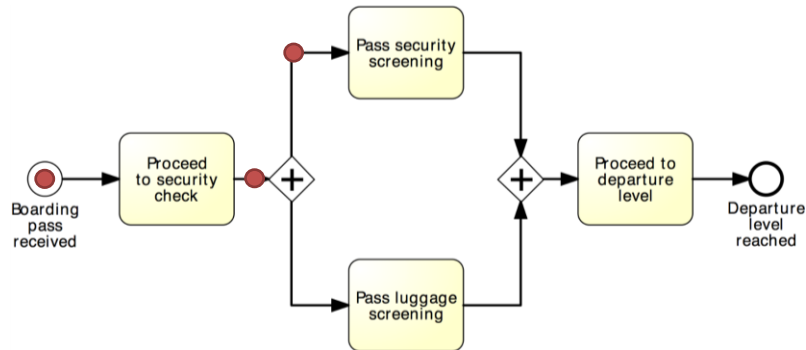 Pass security
screening
Proceed
to security
check
Boarding
pass
received
Proceed to
departure
level
Departure
level
reached
Pass luggage
screening